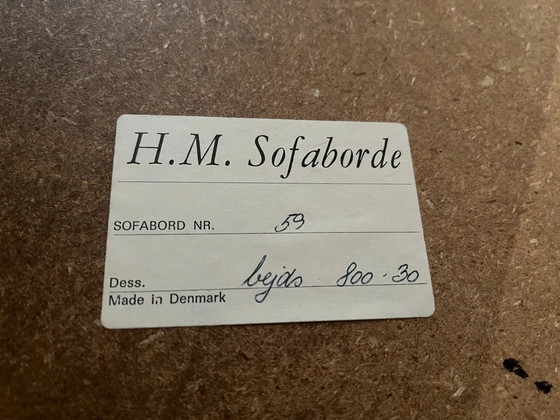 H.M. Sofaborde
SOFABORD NR. 59
Dess. bejds 800-30
Made in Denmark